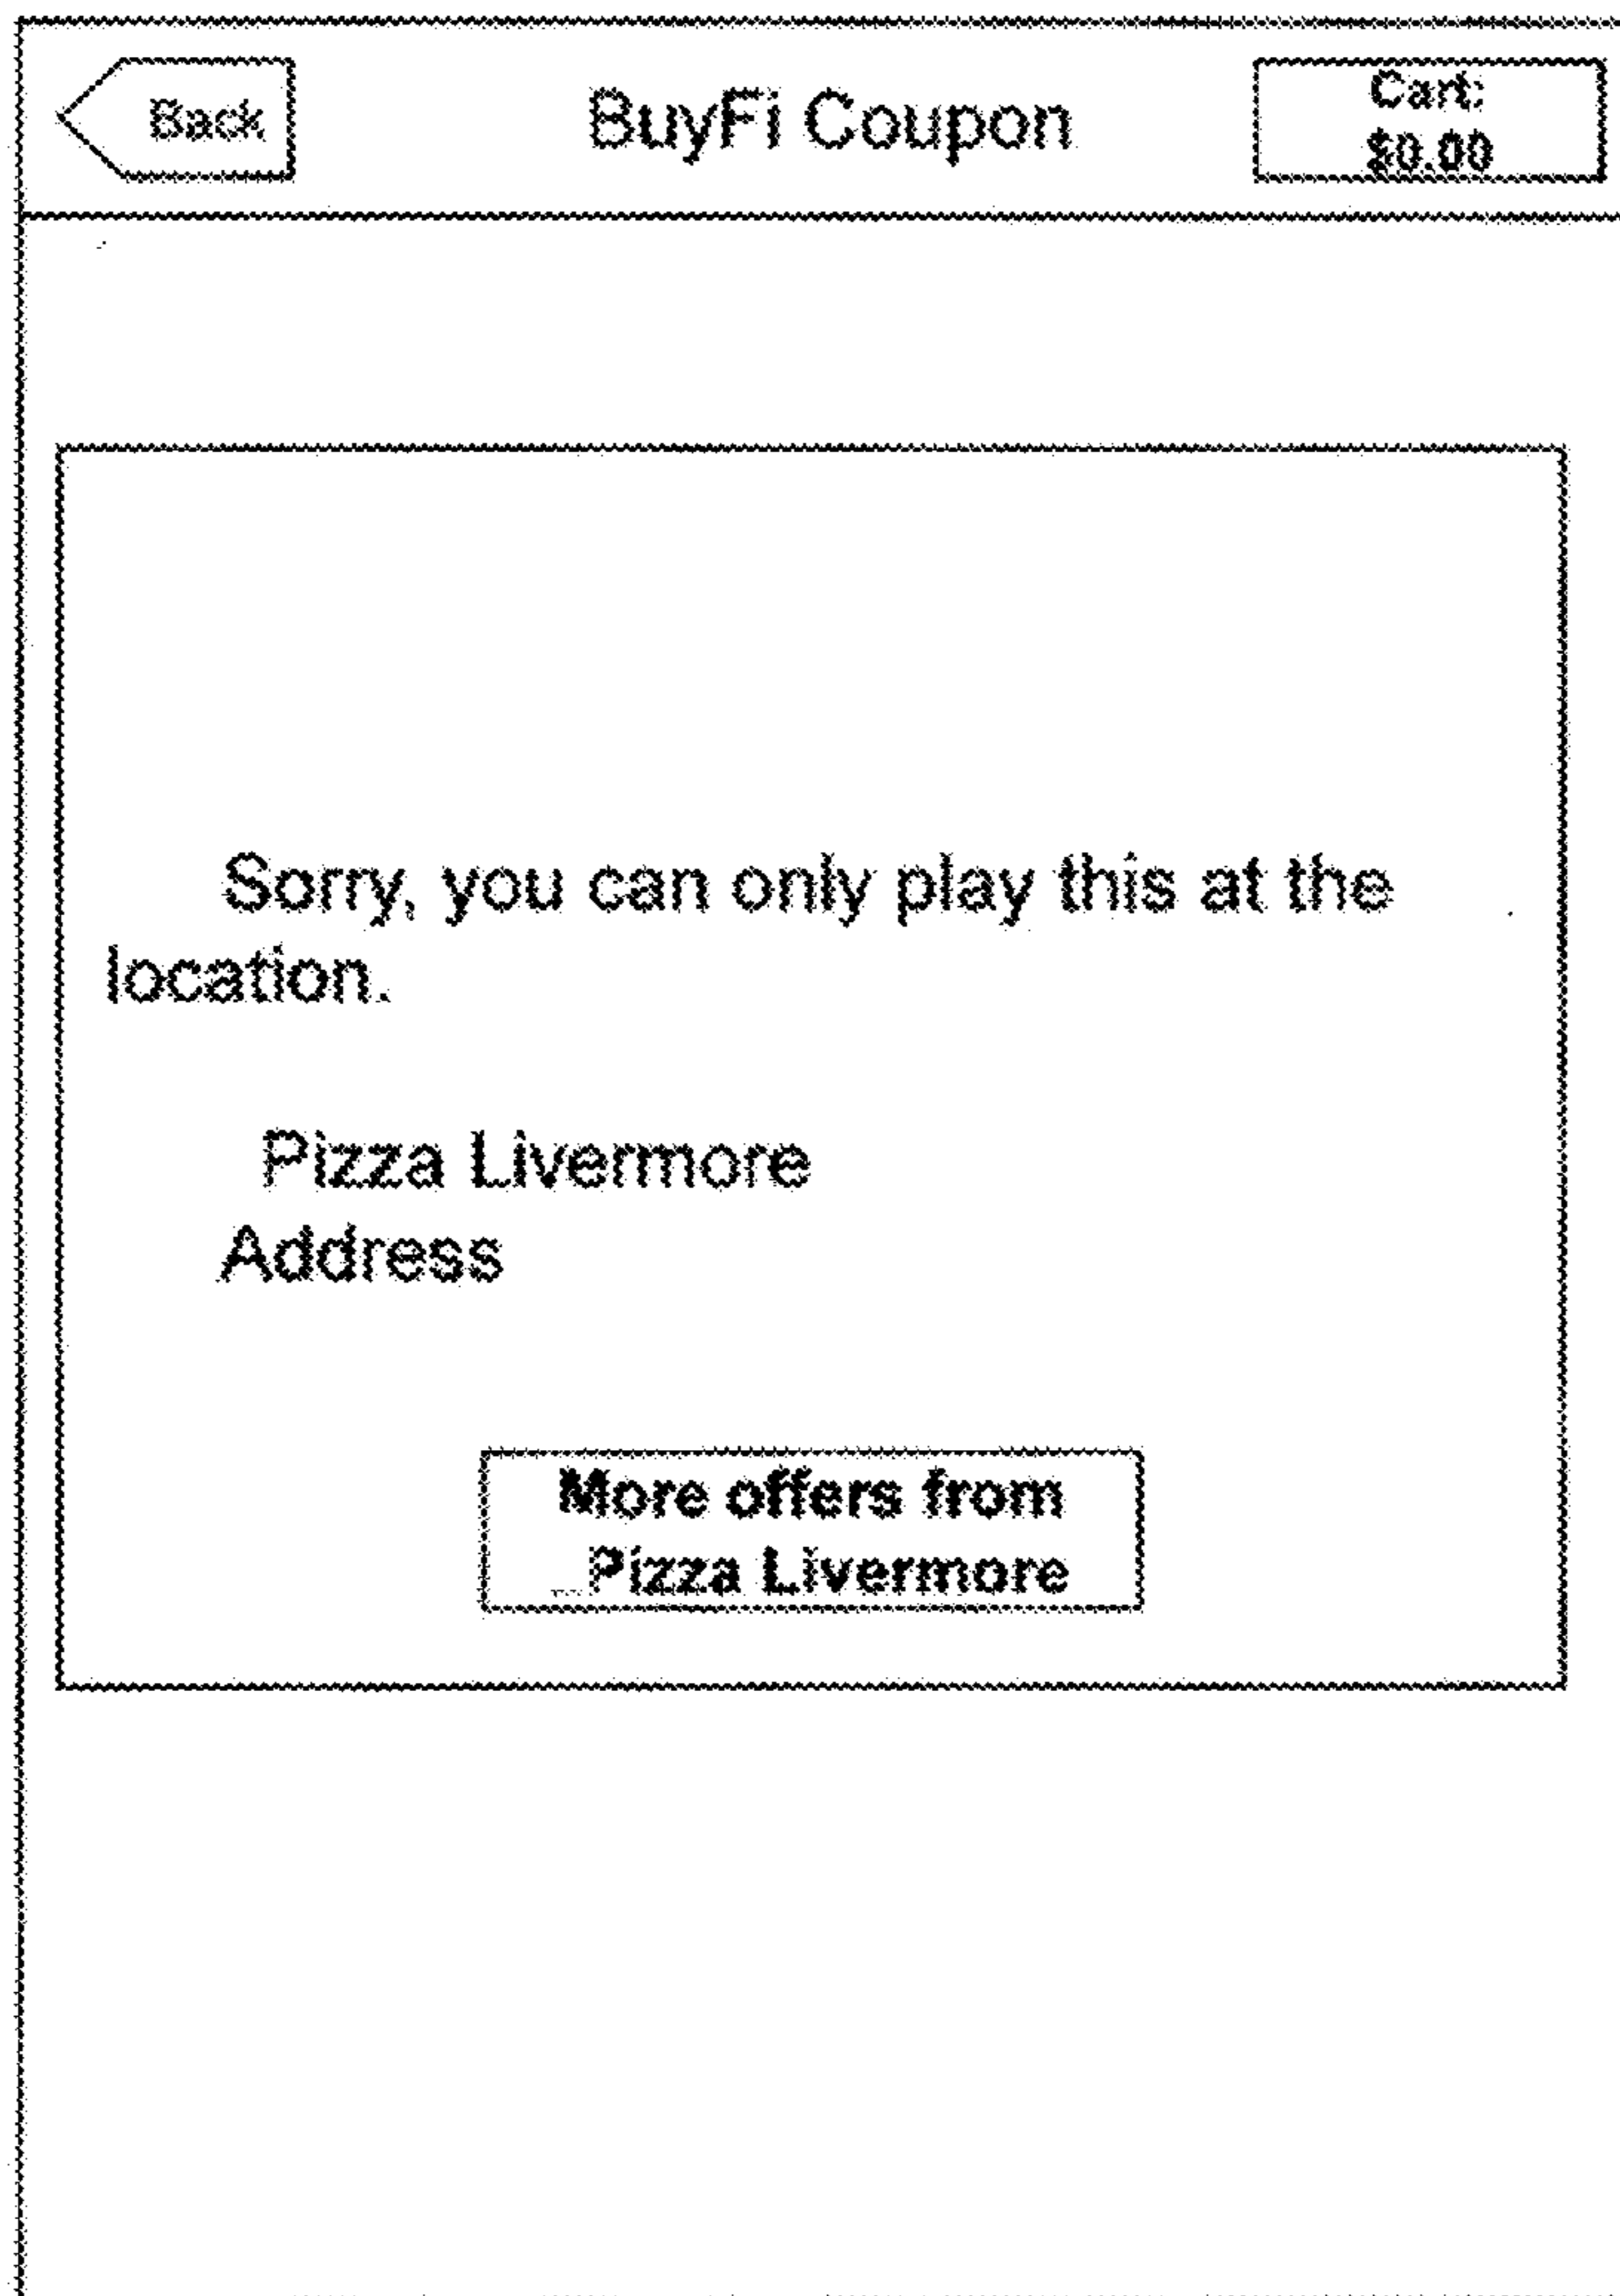 Back
BuyFi Coupon
Cart:
$0.00
Sorry, you can only play this at the
location.
Pizza Livermore
Address
More offers from
Pizza Livermore